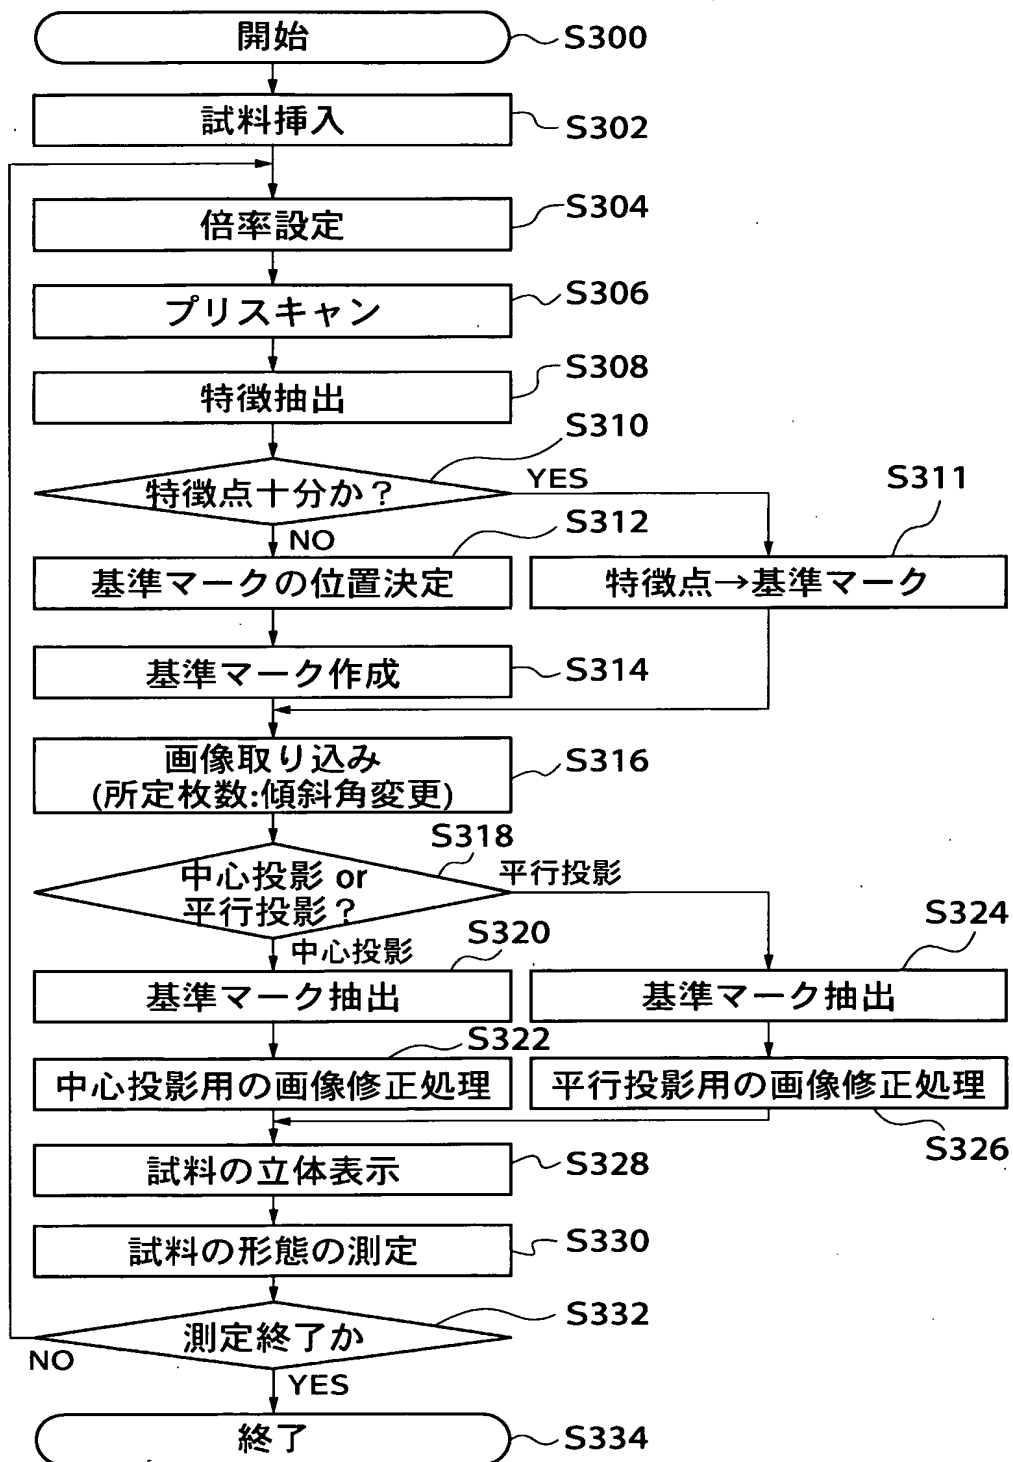 開始
S300
試料挿入
S302
倍率設定
S304
プリスキャン
S306
特徴抽出
S308
特徴点十分か？
S310
YES
NO
S311
特徴点→基準マーク
S312
基準マークの位置決定
基準マーク作成
S314
画像取り込み
(所定枚数:傾斜角変更)
S316
S318
中心投影 or
平行投影？
平行投影
中心投影
S320
基準マーク抽出
S324
基準マーク抽出
S322
中心投影用の画像修正処理
平行投影用の画像修正処理
S326
試料の立体表示
S328
試料の形態の測定
S330
測定終了か
S332
NO
YES
終了
S334